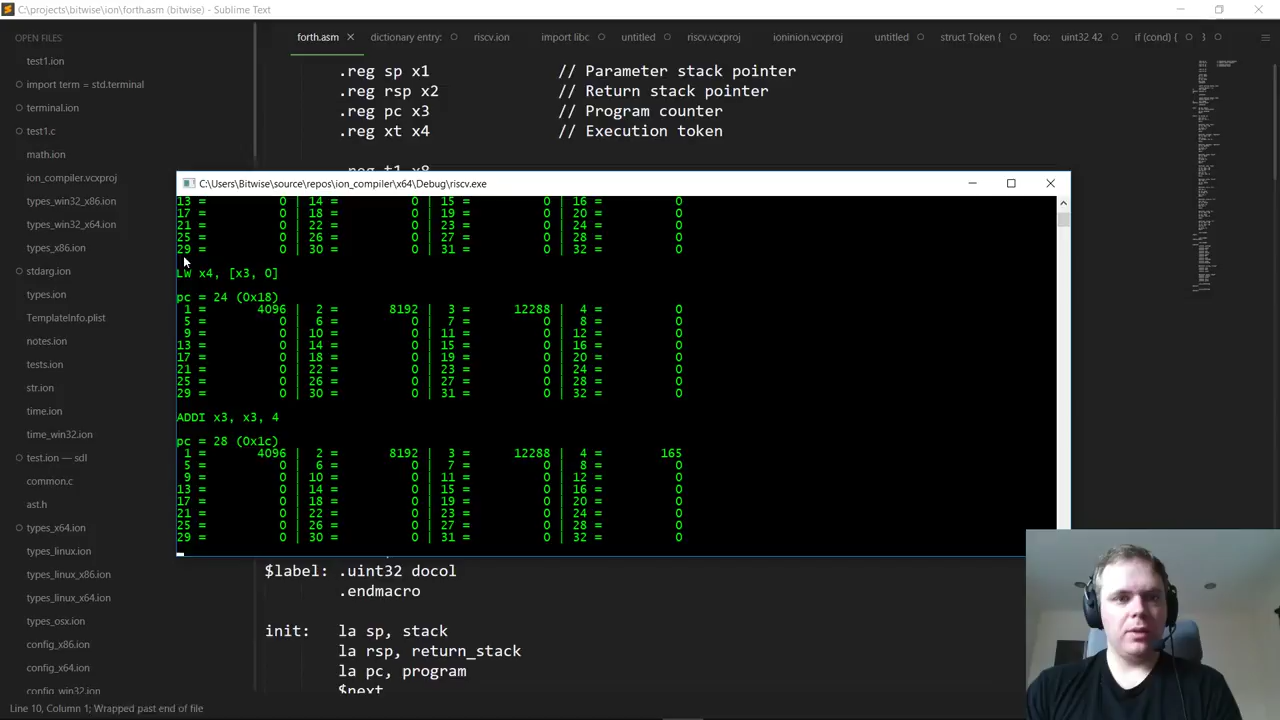 C:\projects\bitwise\ion\forth.asm (bitwise) - Sublime Text
OPEN FILES
forth.asm
dictionary entry:
riscv.ion
import libc
untitled
riscv.vcxproj
ioninion.vcxproj
untitled
struct Token {
foo: uint32 42
if (cond) {
3
test1.ion
import term = std.terminal
terminal.ion
test1.c
math.ion
ion_compiler.vcxproj
types_win32_x86.ion
types_win32_x64.ion
types_x86.ion
stdarg.ion
types.ion
TemplateInfo.plist
notes.ion
tests.ion
str.ion
time.ion
time_win32.ion
test.ion — sdl
common.c
ast.h
types_x64.ion
types_linux.ion
types_linux_x86.ion
types_linux_x64.ion
types_osx.ion
config_x86.ion
config_x64.ion
config_win32.ion
.reg sp x1 // Parameter stack pointer
.reg rsp x2 // Return stack pointer
.reg pc x3 // Program counter
.reg xt x4 // Execution token
.reg t1 x8
C:\Users\Bitwise\source\repos\ion_compiler\x64\Debug\riscv.exe
13 = 0 | 14 = 0 | 15 = 0 | 16 = 0
17 = 0 | 18 = 0 | 19 = 0 | 20 = 0
21 = 0 | 22 = 0 | 23 = 0 | 24 = 0
25 = 0 | 26 = 0 | 27 = 0 | 28 = 0
29 = 0 | 30 = 0 | 31 = 0 | 32 = 0
LW x4, [x3, 0]
pc = 24 (0x18)
1 = 4096 | 2 = 8192 | 3 = 12288 | 4 = 0
5 = 0 | 6 = 0 | 7 = 0 | 8 = 0
9 = 0 | 10 = 0 | 11 = 0 | 12 = 0
13 = 0 | 14 = 0 | 15 = 0 | 16 = 0
17 = 0 | 18 = 0 | 19 = 0 | 20 = 0
21 = 0 | 22 = 0 | 23 = 0 | 24 = 0
25 = 0 | 26 = 0 | 27 = 0 | 28 = 0
29 = 0 | 30 = 0 | 31 = 0 | 32 = 0
ADDI x3, x3, 4
pc = 28 (0x1c)
1 = 4096 | 2 = 8192 | 3 = 12288 | 4 = 165
5 = 0 | 6 = 0 | 7 = 0 | 8 = 0
9 = 0 | 10 = 0 | 11 = 0 | 12 = 0
13 = 0 | 14 = 0 | 15 = 0 | 16 = 0
17 = 0 | 18 = 0 | 19 = 0 | 20 = 0
21 = 0 | 22 = 0 | 23 = 0 | 24 = 0
25 = 0 | 26 = 0 | 27 = 0 | 28 = 0
29 = 0 | 30 = 0 | 31 = 0 | 32 = 0
$label: .uint32 docol
.endmacro
init: la sp, stack
la rsp, return_stack
la pc, program
$next
Line 10, Column 1; Wrapped past end of file